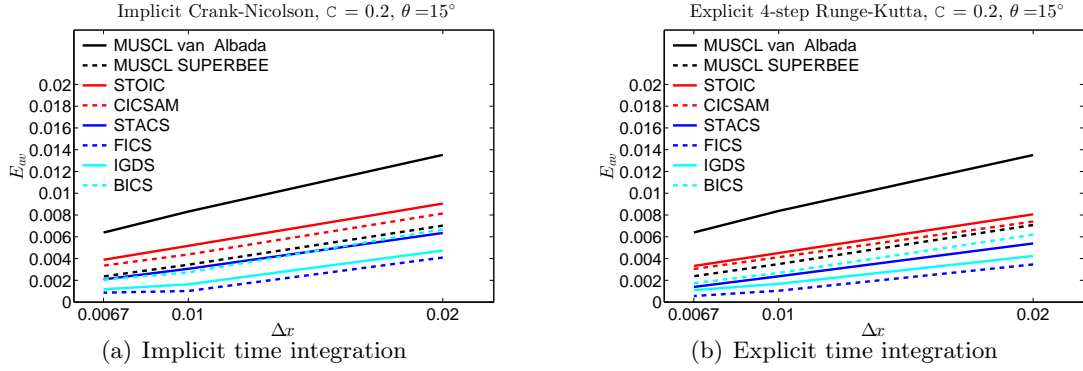 Implicit Crank-Nicolson, C = 0.2, θ = 15°
MUSCL van Albada
MUSCL SUPERBEE
STOIC
CICSAM
STACS
FICS
IGDS
BICS
0.02
0.018
0.016
0.014
0.012
0.01
0.008
0.006
0.004
0.002
0
E_av
0.0067
0.01
0.02
Δx
(a) Implicit time integration
Explicit 4-step Runge-Kutta, C = 0.2, θ = 15°
MUSCL van Albada
MUSCL SUPERBEE
STOIC
CICSAM
STACS
FICS
IGDS
BICS
0.02
0.018
0.016
0.014
0.012
0.01
0.008
0.006
0.004
0.002
0
E_av
0.0067
0.01
0.02
Δx
(b) Explicit time integration